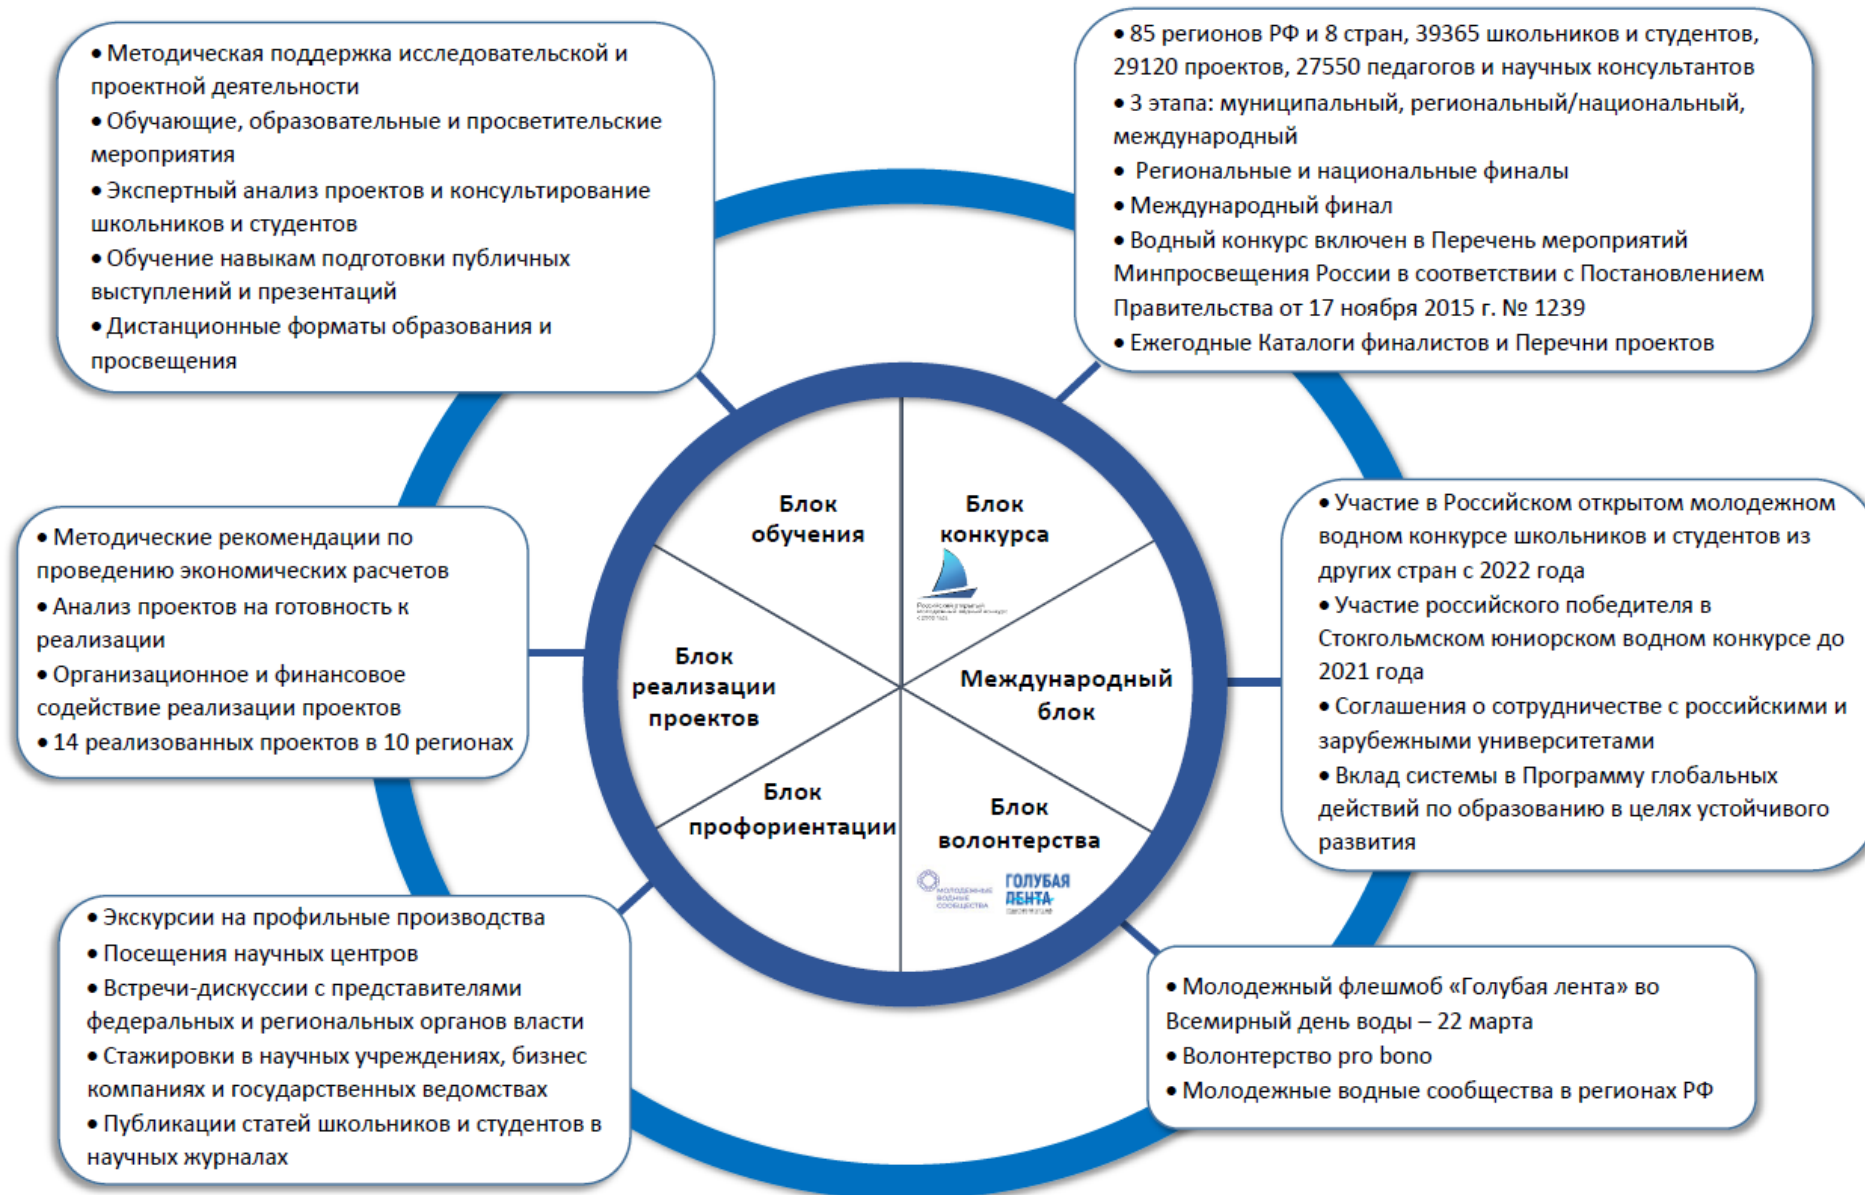 • Методическая поддержка исследовательской и
проектной деятельности
• Обучающие, образовательные и просветительские
мероприятия
• Экспертный анализ проектов и консультирование
школьников и студентов
• Обучение навыкам подготовки публичных
выступлений и презентаций
• Дистанционные форматы образования и
просвещения
• 85 регионов РФ и 8 стран, 39365 школьников и студентов,
29120 проектов, 27550 педагогов и научных консультантов
• 3 этапа: муниципальный, региональный/национальный,
международный
• Региональные и национальные финалы
• Международный финал
• Водный конкурс включен в Перечень мероприятий
Минпросвещения России в соответствии с Постановлением
Правительства от 17 ноября 2015 г. № 1239
• Ежегодные Каталоги финалистов и Перечни проектов
Блок
обучения
Блок
конкурса
Российский открытый
молодежный водный конкурс
Блок
реализации
проектов
Международный
блок
Блок
профориентации
Блок
волонтерства
МОЛОДЕЖНЫЕ
ВОДНЫЕ
СООБЩЕСТВА
ГОЛУБАЯ
ЛЕНТА
• Методические рекомендации по
проведению экономических расчетов
• Анализ проектов на готовность к
реализации
• Организационное и финансовое
содействие реализации проектов
• 14 реализованных проектов в 10 регионах
• Участие в Российском открытом молодежном
водном конкурсе школьников и студентов из
других стран с 2022 года
• Участие российского победителя в
Стокгольмском юниорском водном конкурсе до
2021 года
• Соглашения о сотрудничестве с российскими и
зарубежными университетами
• Вклад системы в Программу глобальных
действий по образованию в целях устойчивого
развития
• Экскурсии на профильные производства
• Посещения научных центров
• Встречи-дискуссии с представителями
федеральных и региональных органов власти
• Стажировки в научных учреждениях, бизнес
компаниях и государственных ведомствах
• Публикации статей школьников и студентов в
научных журналах
• Молодежный флешмоб «Голубая лента» во
Всемирный день воды – 22 марта
• Волонтерство pro bono
• Молодежные водные сообщества в регионах РФ